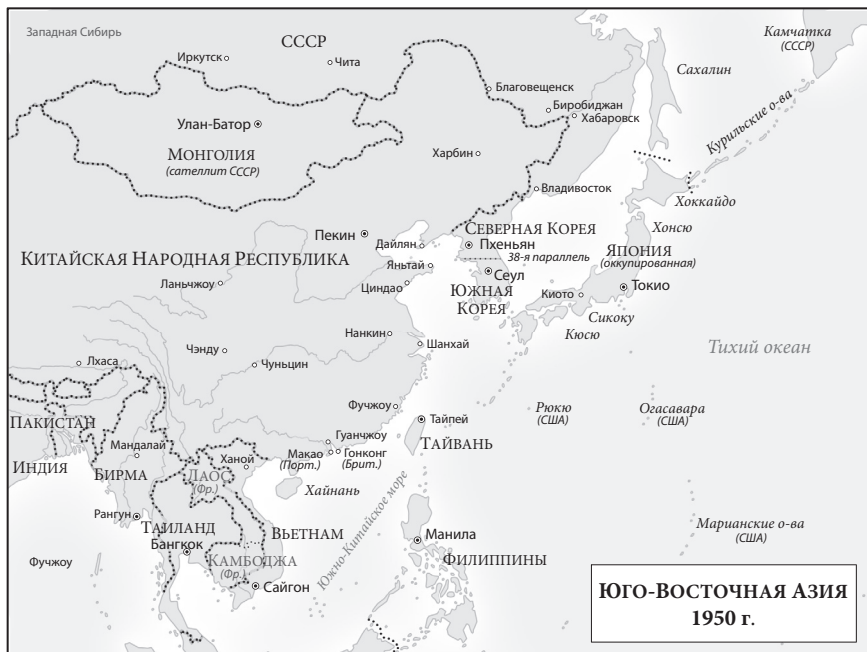 Западная Сибирь
СССР
Камчатка
(СССР)
Иркутск
Чита
Сахалин
Благовещенск
Биробиджан
Хабаровск
Курильские о-ва
Улан-Батор
Монголия
(сателлит СССР)
Харбин
Владивосток
Хоккайдо
Хонсю
Пекин
Северная Корея
Дайлян
Пхеньян
Япония
(оккупированная)
38-я параллель
Китайская Народная Республика
Яньтай
Сеул
Ланьчжоу
Циндао
Южная
Корея
Киото
Токио
Сикоку
Кюсю
Нанкин
Шанхай
Чэнду
Чуньцин
Тихий океан
Лхаса
Фучжоу
Рюкю
(США)
Огасавара
(США)
Тайпей
Пакистан
Гуанчжоу
Тайвань
Мандалай
Ханой
Макао
(Порт.)
Гонконг
(Брит.)
Индия
Бирма
Лаос
(Фр.)
Хайнань
Рангун
Таиланд
Вьетнам
Южно-Китайское море
Марианские о-ва
(США)
Бангкок
Манила
Фучжоу
Камбоджа
(Фр.)
Филиппины
Сайгон
Юго-Восточная Азия
1950 г.